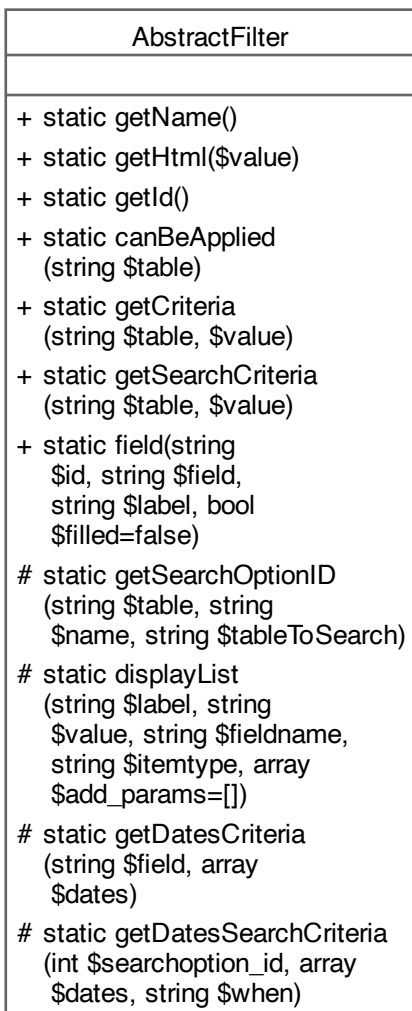 AbstractFilter
+ static getName()
+ static getHtml($value)
+ static getId()
+ static canBeApplied
(string $table)
+ static getCriteria
(string $table, $value)
+ static getSearchCriteria
(string $table, $value)
+ static field(string
$id, string $field,
string $label, bool
$filled=false)
# static getSearchOptionID
(string $table, string
$name, string $tableToSearch)
# static displayList
(string $label, string
$value, string $fieldname,
string $itemtype, array
$add_params=[])
# static getDatesCriteria
(string $field, array
$dates)
# static getDatesSearchCriteria
(int $searchoption_id, array
$dates, string $when)